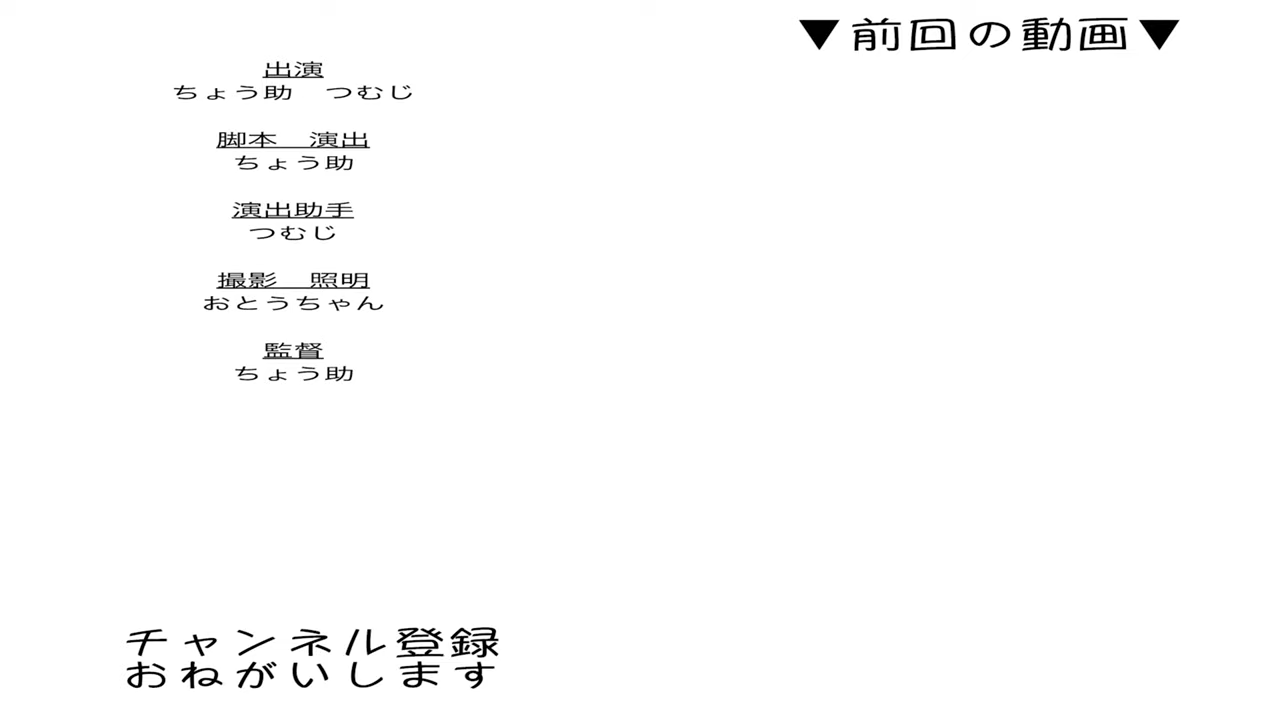 ▼前回の動画▼
出演
ちょう助　つむじ
脚本　演出
ちょう助
演出助手
つむじ
撮影　照明
おとうちゃん
監督
ちょう助
チャンネル登録
おねがいします